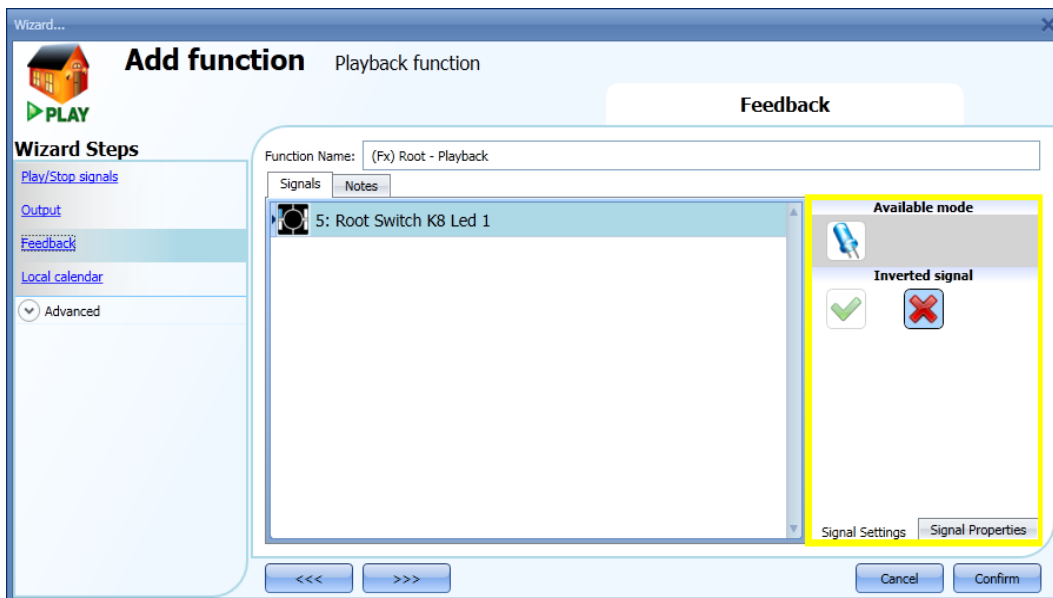 Wizard...
Add function Playback function
PLAY
Feedback
Wizard Steps
Play/Stop signals
Output
Feedback
Local calendar
Advanced
Function Name: (Fx) Root - Playback
Signals Notes
5: Root Switch K8 Led 1
Available mode
Inverted signal
Signal Settings Signal Properties
<<< >>> Cancel Confirm